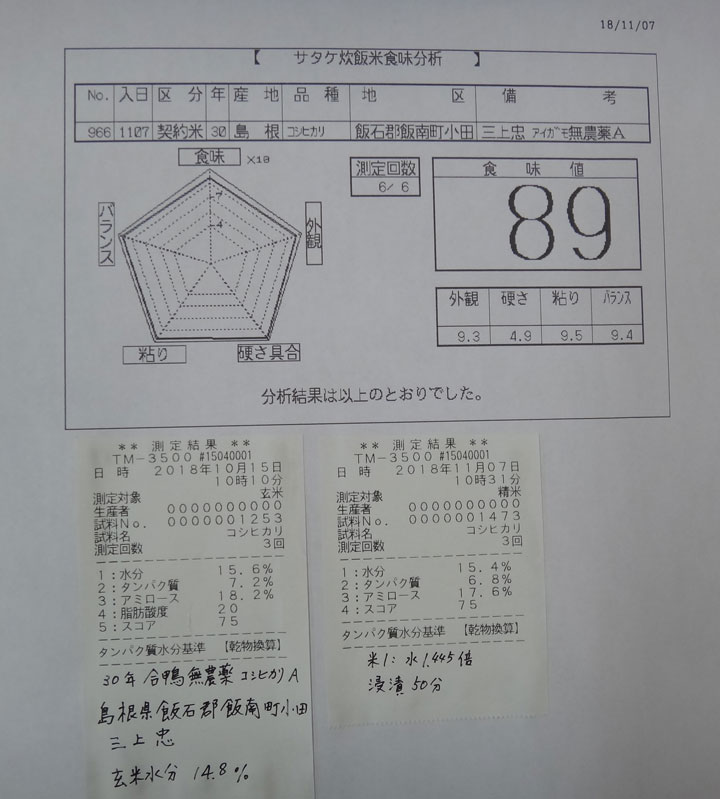 18/11/07
【 サタケ炊飯米食味分析 】
No. 入日 区分 年 産地 品種 地区 備考
966 1107 契約米 30 島根 コシヒカリ 飯石郡飯南町小田 三上忠 アイガモ無農薬A
食味 ×10
測定回数
6/ 6
食味値
89
7
4
バランス
外観
粘り
硬さ具合
外観 硬さ 粘り バランス
9.3 4.9 9.5 9.4
分析結果は以上のとおりでした。
** 測定結果 **
TM-3500 #15040001
日 時 2018年10月15日
10時10分
測定対象 玄米
生産者 0000000000
試料No. 0000001253
試料名 コシヒカリ
測定回数 3回
1:水分 15.6%
2:タンパク質 7.2%
3:アミロース 18.2%
4:脂肪酸度 20
5:スコア 75
タンパク質水分基準 【乾物換算】
30年 合鴨無農薬コシヒカリA
島根県飯石郡飯南町小田
三上忠
玄米水分 14.8%
** 測定結果 **
TM-3500 #15040001
日 時 2018年11月07日
10時31分
測定対象 精米
生産者 0000000000
試料No. 0000001473
試料名 コシヒカリ
測定回数 3回
1:水分 15.4%
2:タンパク質 6.8%
3:アミロース 17.6%
4:スコア 75
タンパク質水分基準 【乾物換算】
米1:水1.445倍
浸漬50分